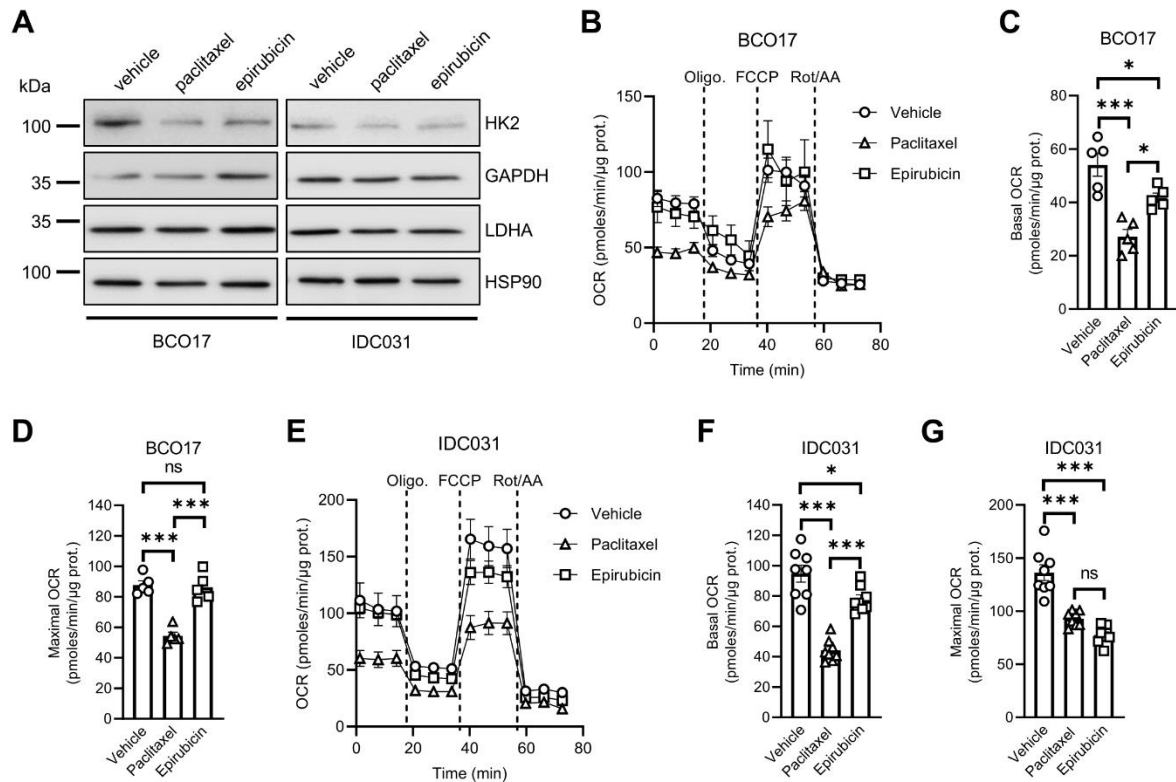 A
vehicle
paclitaxel
epirubicin
vehicle
paclitaxel
epirubicin
kDa
100
35
35
100
HK2
GAPDH
LDHA
HSP90
BCO17
IDC031
B
BCO17
Oligo. FCCP Rot/AA
OCR (pmoles/min/µg prot.)
150
100
50
0
0 20 40 60 80
Time (min)
Vehicle
Paclitaxel
Epirubicin
C
BCO17
*
***
*
Basal OCR
(pmoles/min/µg prot.)
80
60
40
20
0
Vehicle
Paclitaxel
Epirubicin
D
BCO17
ns
***
***
Maximal OCR
(pmoles/min/µg prot.)
140
120
100
80
60
40
20
0
Vehicle
Paclitaxel
Epirubicin
E
IDC031
Oligo. FCCP Rot/AA
OCR (pmoles/min/µg prot.)
200
150
100
50
0
0 20 40 60 80
Time (min)
Vehicle
Paclitaxel
Epirubicin
F
IDC031
*
***
***
Basal OCR
(pmoles/min/µg prot.)
140
120
100
80
60
40
20
0
Vehicle
Paclitaxel
Epirubicin
G
IDC031
***
***
ns
Maximal OCR
(pmoles/min/µg prot.)
200
150
100
50
0
Vehicle
Paclitaxel
Epirubicin